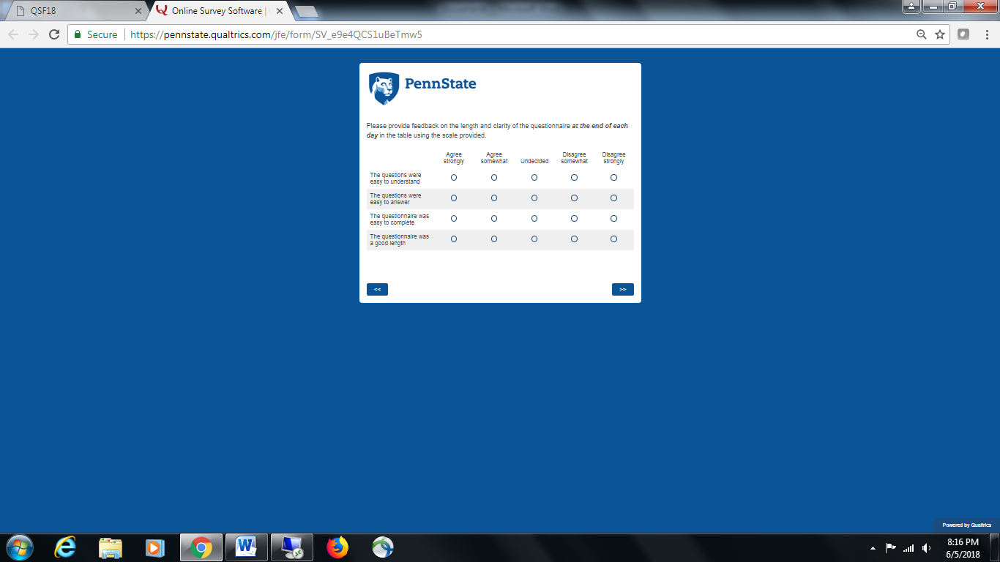 QSF18
Online Survey Software |
Secure
https://pennstate.qualtrics.com/jfe/form/SV_e9e4QCS1uBeTmw5
PennState
Please provide feedback on the length and clarity of the questionnaire at the end of each
day in the table using the scale provided.
Agree strongly Agree somewhat Undecided Disagree somewhat Disagree strongly
The questions were
easy to understand
The questions were
easy to answer
The questionnaire was
easy to complete
The questionnaire was
a good length
<< >>
Powered by Qualtrics
8:16 PM
6/5/2018